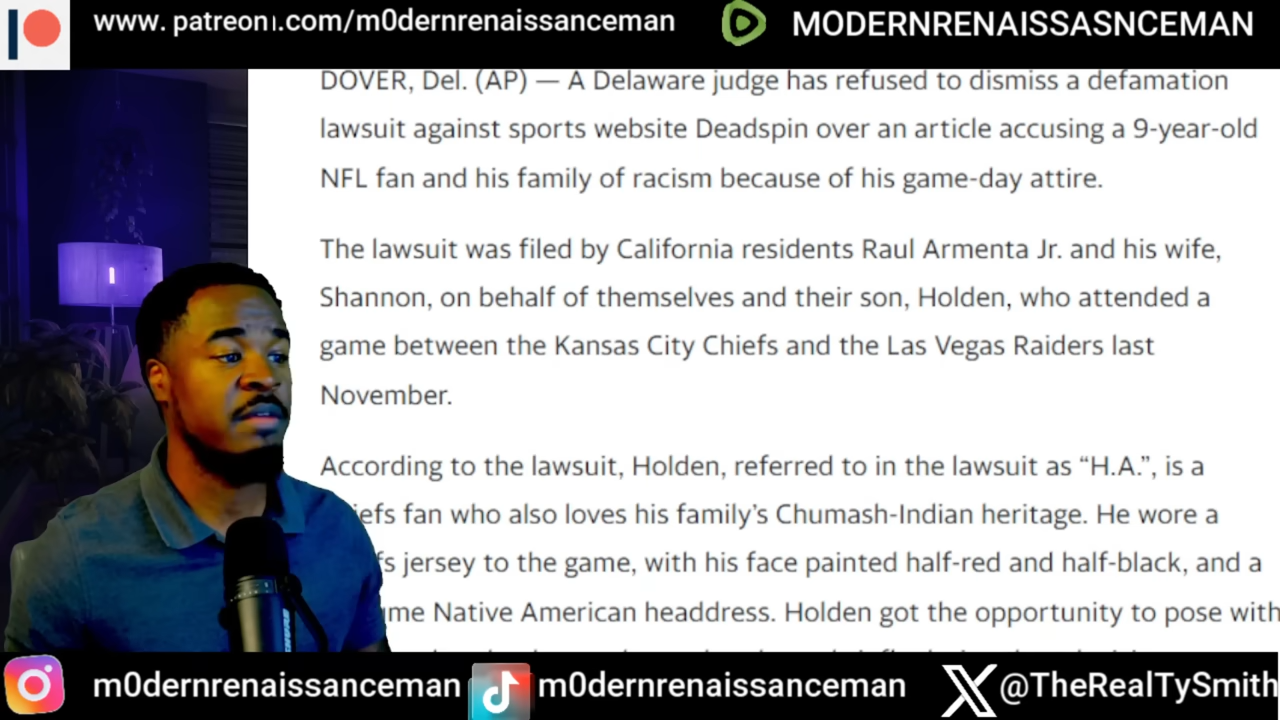 www. patreon.com/m0dernrenaissanceman
M0DERNRENAISSASNCEMAN
DOVER, Del. (AP) — A Delaware judge has refused to dismiss a defamation
lawsuit against sports website Deadspin over an article accusing a 9-year-old
NFL fan and his family of racism because of his game-day attire.
The lawsuit was filed by California residents Raul Armenta Jr. and his wife,
Shannon, on behalf of themselves and their son, Holden, who attended a
game between the Kansas City Chiefs and the Las Vegas Raiders last
November.
According to the lawsuit, Holden, referred to in the lawsuit as “H.A.”, is a
fan who also loves his family’s Chumash-Indian heritage. He wore a
jersey to the game, with his face painted half-red and half-black, and a
Native American headdress. Holden got the opportunity to pose with
m0dernrenaissanceman
m0dernrenaissanceman
@TheRealTySmith